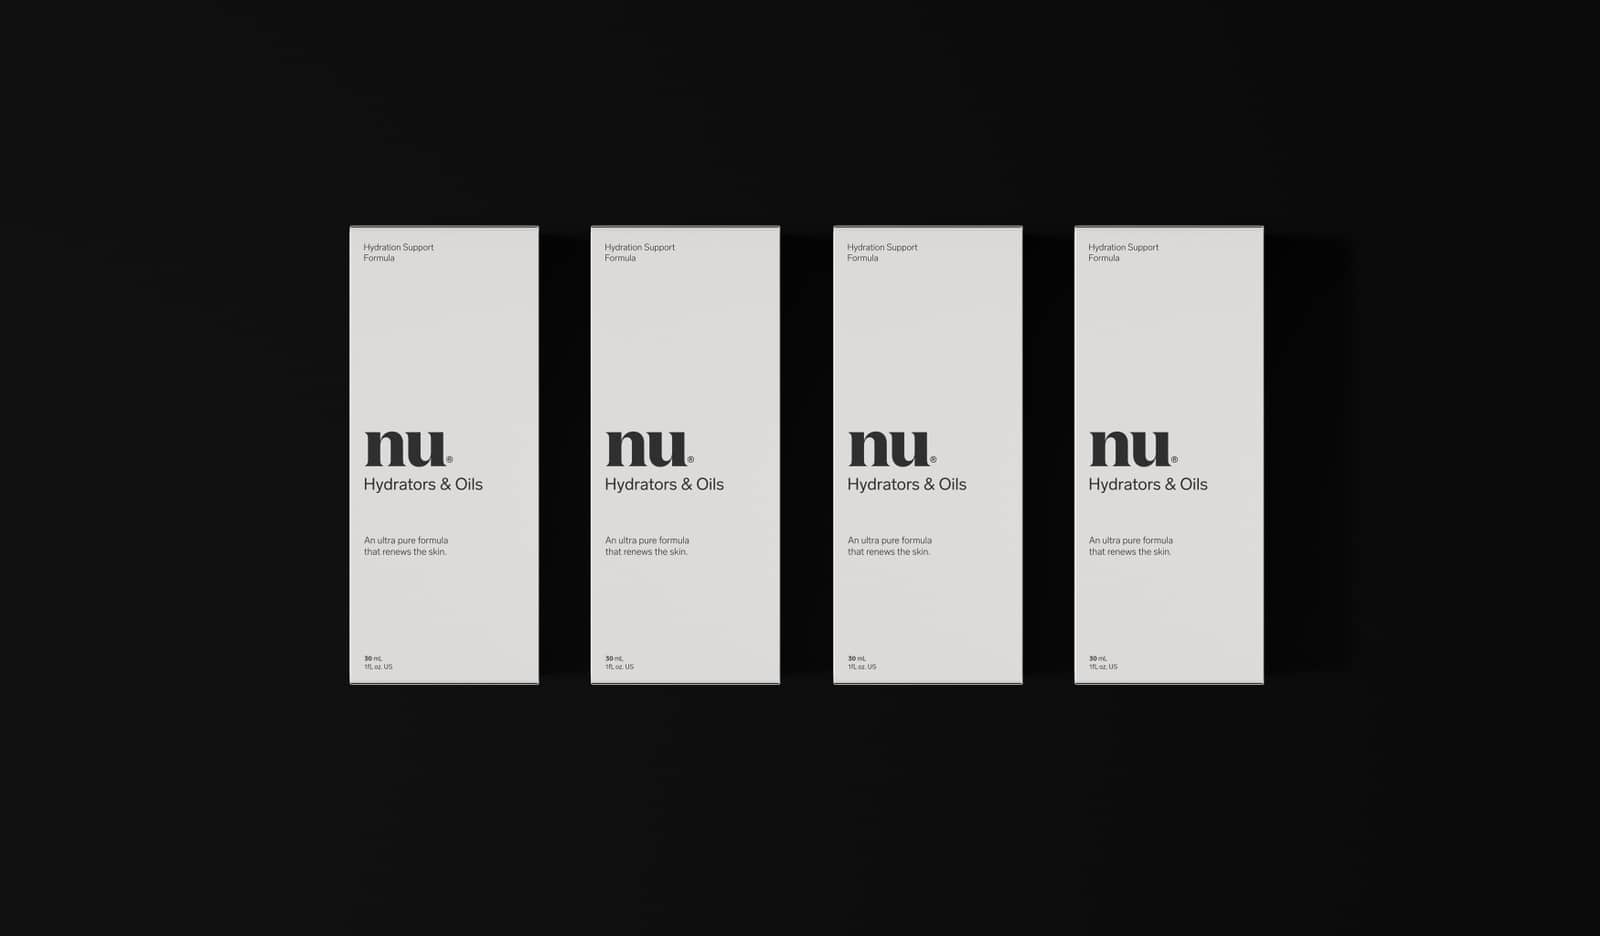 Hydration Support
Formula
nu®
Hydrators & Oils
An ultra pure formula
that renews the skin.
30 mL
1fL oz. US
Hydration Support
Formula
nu®
Hydrators & Oils
An ultra pure formula
that renews the skin.
30 mL
1fL oz. US
Hydration Support
Formula
nu®
Hydrators & Oils
An ultra pure formula
that renews the skin.
30 mL
1fL oz. US
Hydration Support
Formula
nu®
Hydrators & Oils
An ultra pure formula
that renews the skin.
30 mL
1fL oz. US